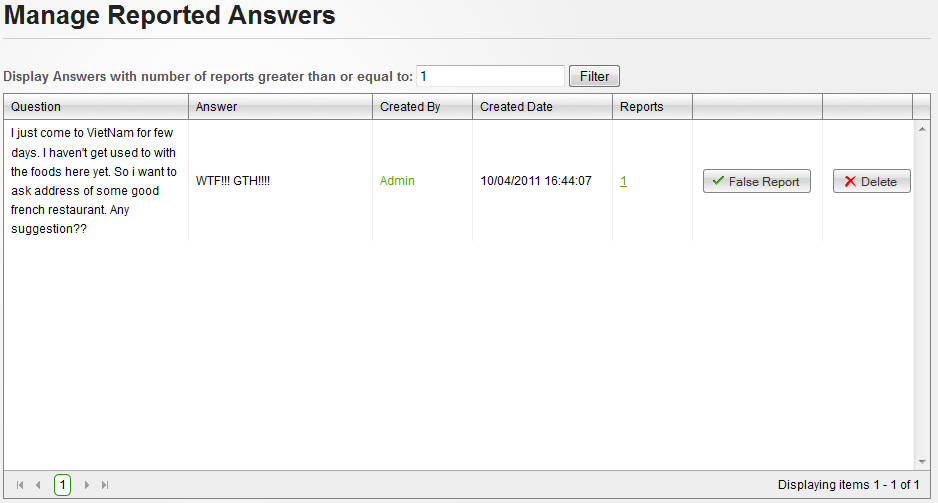 Manage Reported Answers
Display Answers with number of reports greater than or equal to: 1 Filter
Question Answer Created By Created Date Reports
I just come to VietNam for few
days. I haven't get used to with
the foods here yet. So i want to
ask address of some good
french restaurant. Any
suggestion??
WTF!!! GTH!!!! Admin 10/04/2011 16:44:07 1 False Report Delete
1 Displaying items 1 - 1 of 1